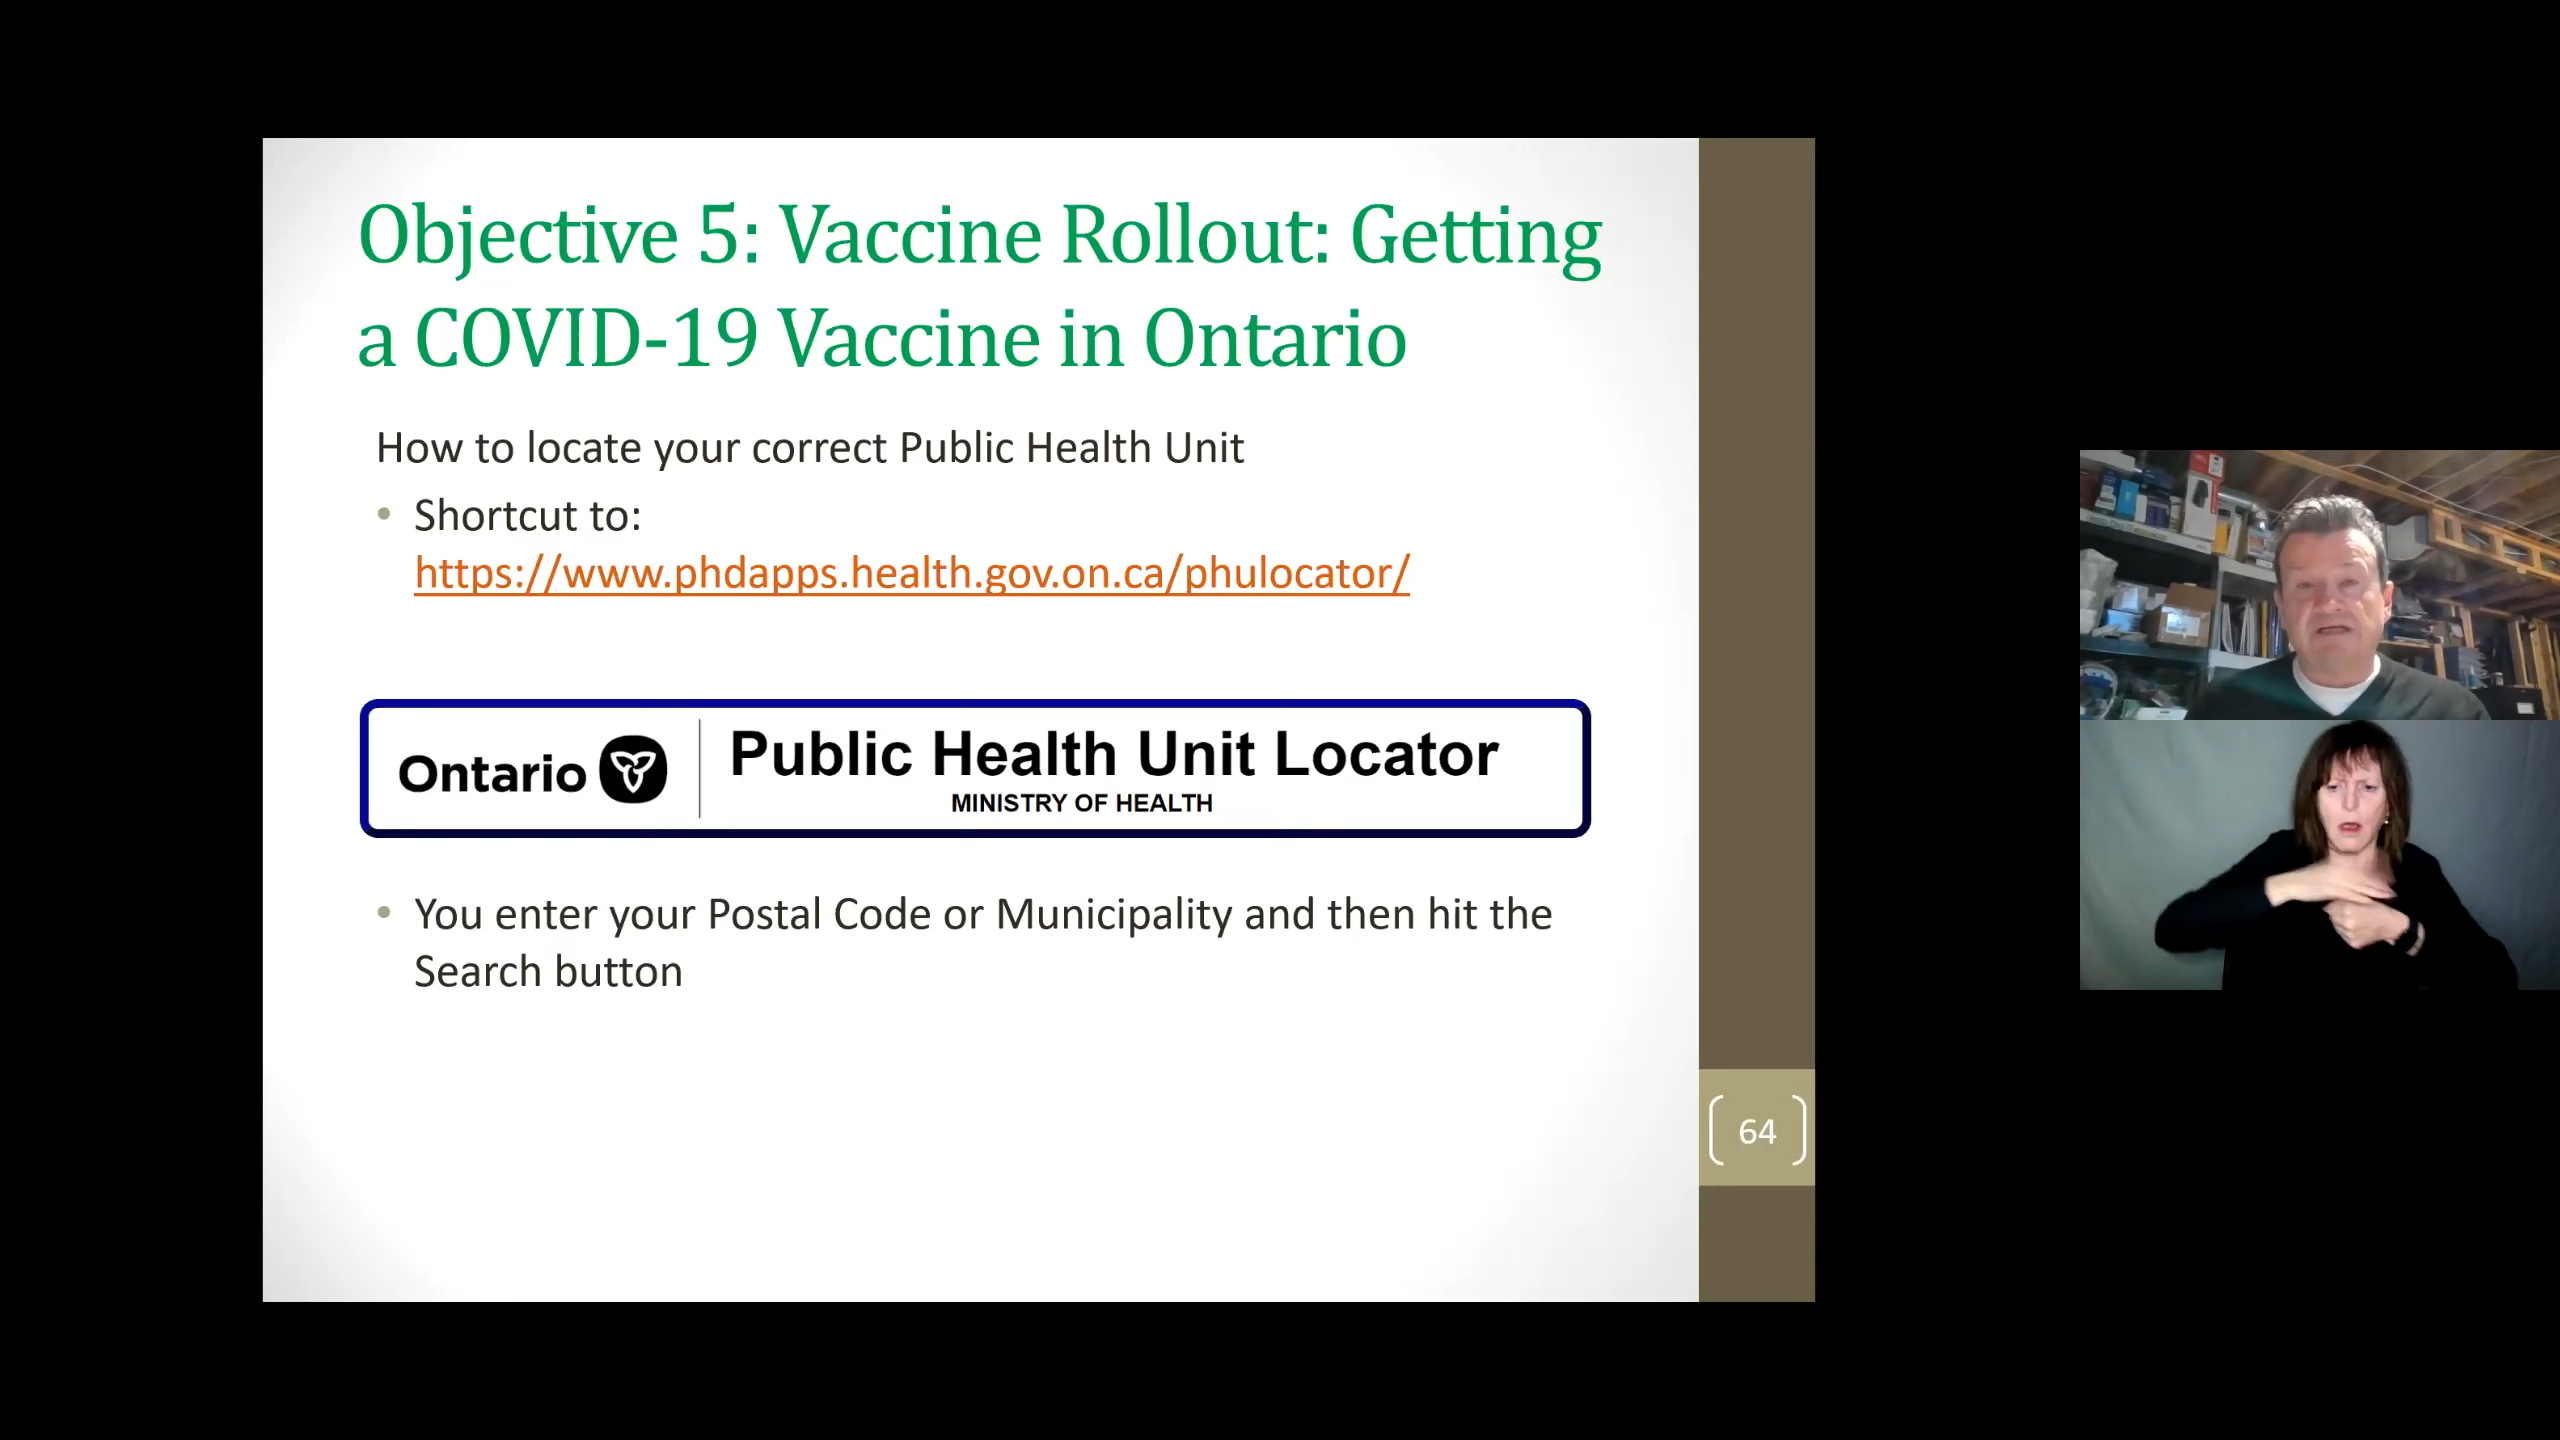 Objective 5: Vaccine Rollout: Getting
a COVID-19 Vaccine in Ontario
How to locate your correct Public Health Unit
• Shortcut to:
https://www.phdapps.health.gov.on.ca/phulocator/
Ontario
Public Health Unit Locator
MINISTRY OF HEALTH
• You enter your Postal Code or Municipality and then hit the
Search button
64